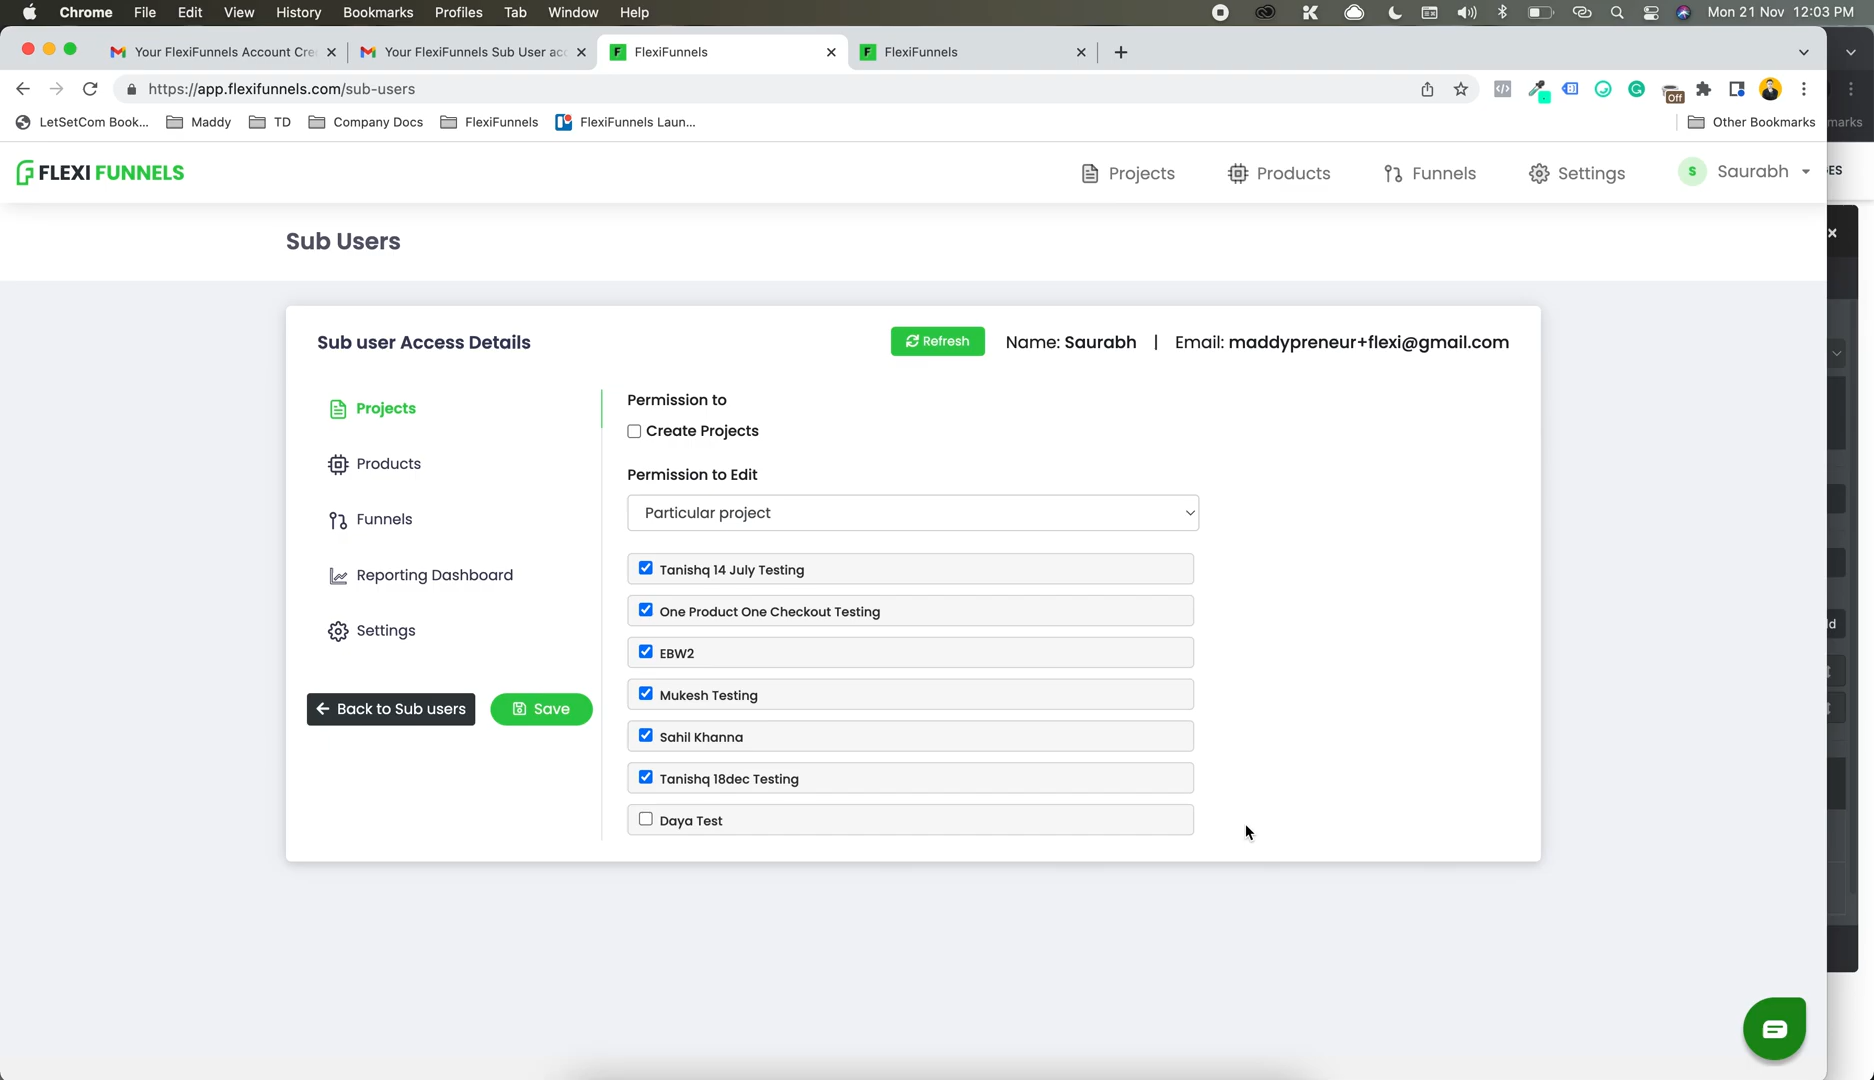 Chrome File Edit View History Bookmarks Profiles Tab Window Help Mon 21 Nov 12:03 PM
Your FlexiFunnels Account Cre Your FlexiFunnels Sub User acc FlexiFunnels FlexiFunnels
https://app.flexifunnels.com/sub-users Off
LetSetCom Book... Maddy TD Company Docs FlexiFunnels FlexiFunnels Laun... Other Bookmarks marks
FLEXI FUNNELS Projects Products Funnels Settings S Saurabh ES
Sub Users
Sub user Access Details Refresh Name: Saurabh | Email: maddypreneur+flexi@gmail.com
Projects
Products
Funnels
Reporting Dashboard
Settings
Back to Sub users Save
Permission to
Create Projects
Permission to Edit
Particular project
Tanishq 14 July Testing
One Product One Checkout Testing
EBW2
Mukesh Testing
Sahil Khanna
Tanishq 18dec Testing
Daya Test
ld